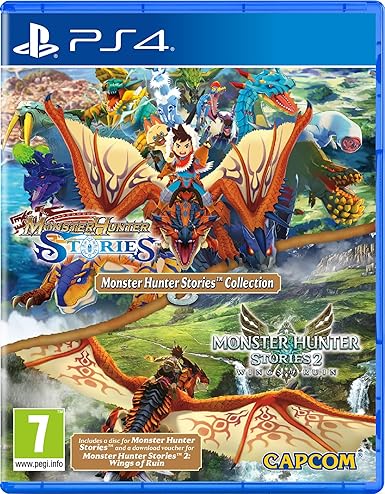 PS4
MONSTER HUNTER
STORIES
Monster Hunter Stories™ Collection
MONSTER HUNTER
STORIES 2
WINGS OF RUIN
7
www.pegi.info
Includes a disc for Monster Hunter
Stories™ and a download voucher for
Monster Hunter Stories™ 2:
Wings of Ruin
CAPCOM